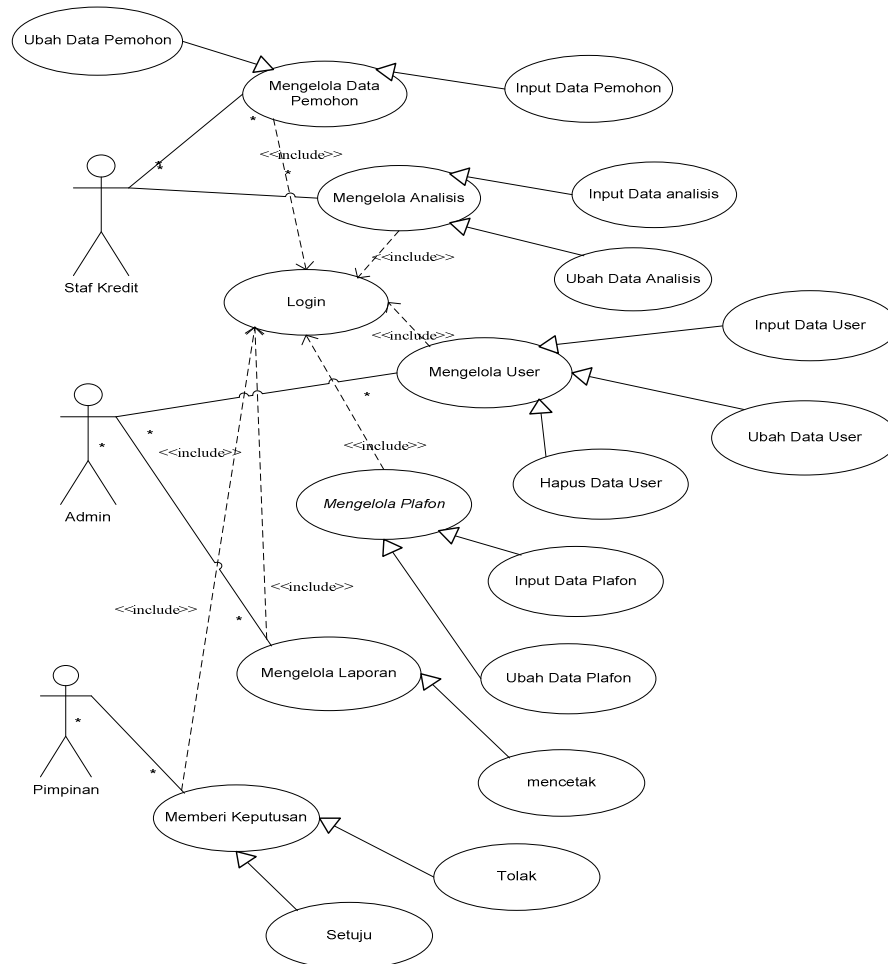 Ubah Data Pemohon
Mengelola Data
Pemohon
Input Data Pemohon
*
<<include>>
*
*
*
Mengelola Analisis
Input Data analisis
Staf Kredit
<<include>>
Ubah Data Analisis
Login
Input Data User
<<include>>
Mengelola User
*
Ubah Data User
*
*
<<include>>
<<include>>
Hapus Data User
Admin
Mengelola Plafon
Input Data Plafon
<<include>>
<<include>>
*
Mengelola Laporan
Ubah Data Plafon
*
Pimpinan
*
mencetak
Memberi Keputusan
Tolak
Setuju